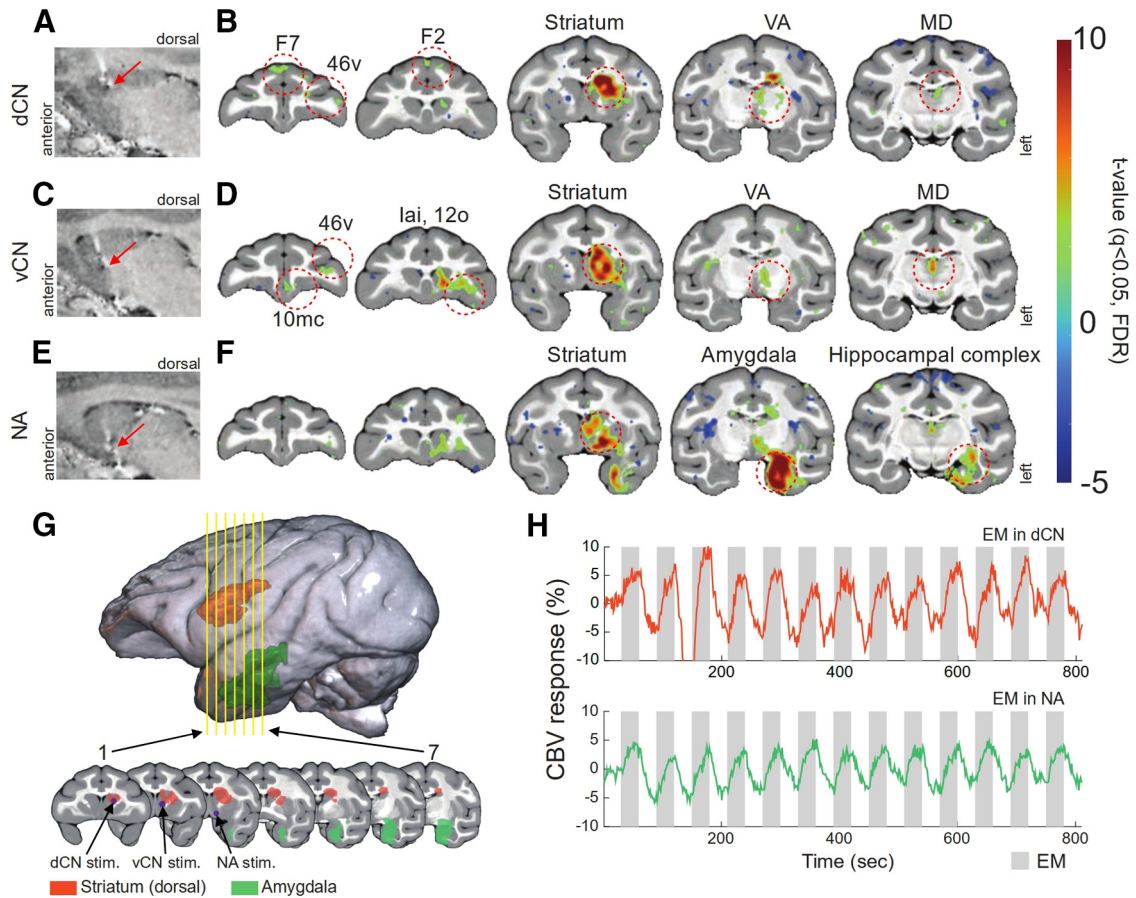 A
dorsal
anterior
dCN
B
F7
46v
F2
Striatum
VA
MD
left
C
dorsal
anterior
vCN
D
46v
10mc
Iai, 12o
Striatum
VA
MD
left
E
dorsal
anterior
NA
F
Striatum
Amygdala
Hippocampal complex
left
10
0
-5
t-value (q<0.05, FDR)
G
1
7
dCN stim.
vCN stim.
NA stim.
Striatum (dorsal)
Amygdala
H
EM in dCN
10
5
0
-5
-10
200
400
600
800
EM in NA
10
5
0
-5
-10
200
400
600
800
CBV response (%)
Time (sec)
EM